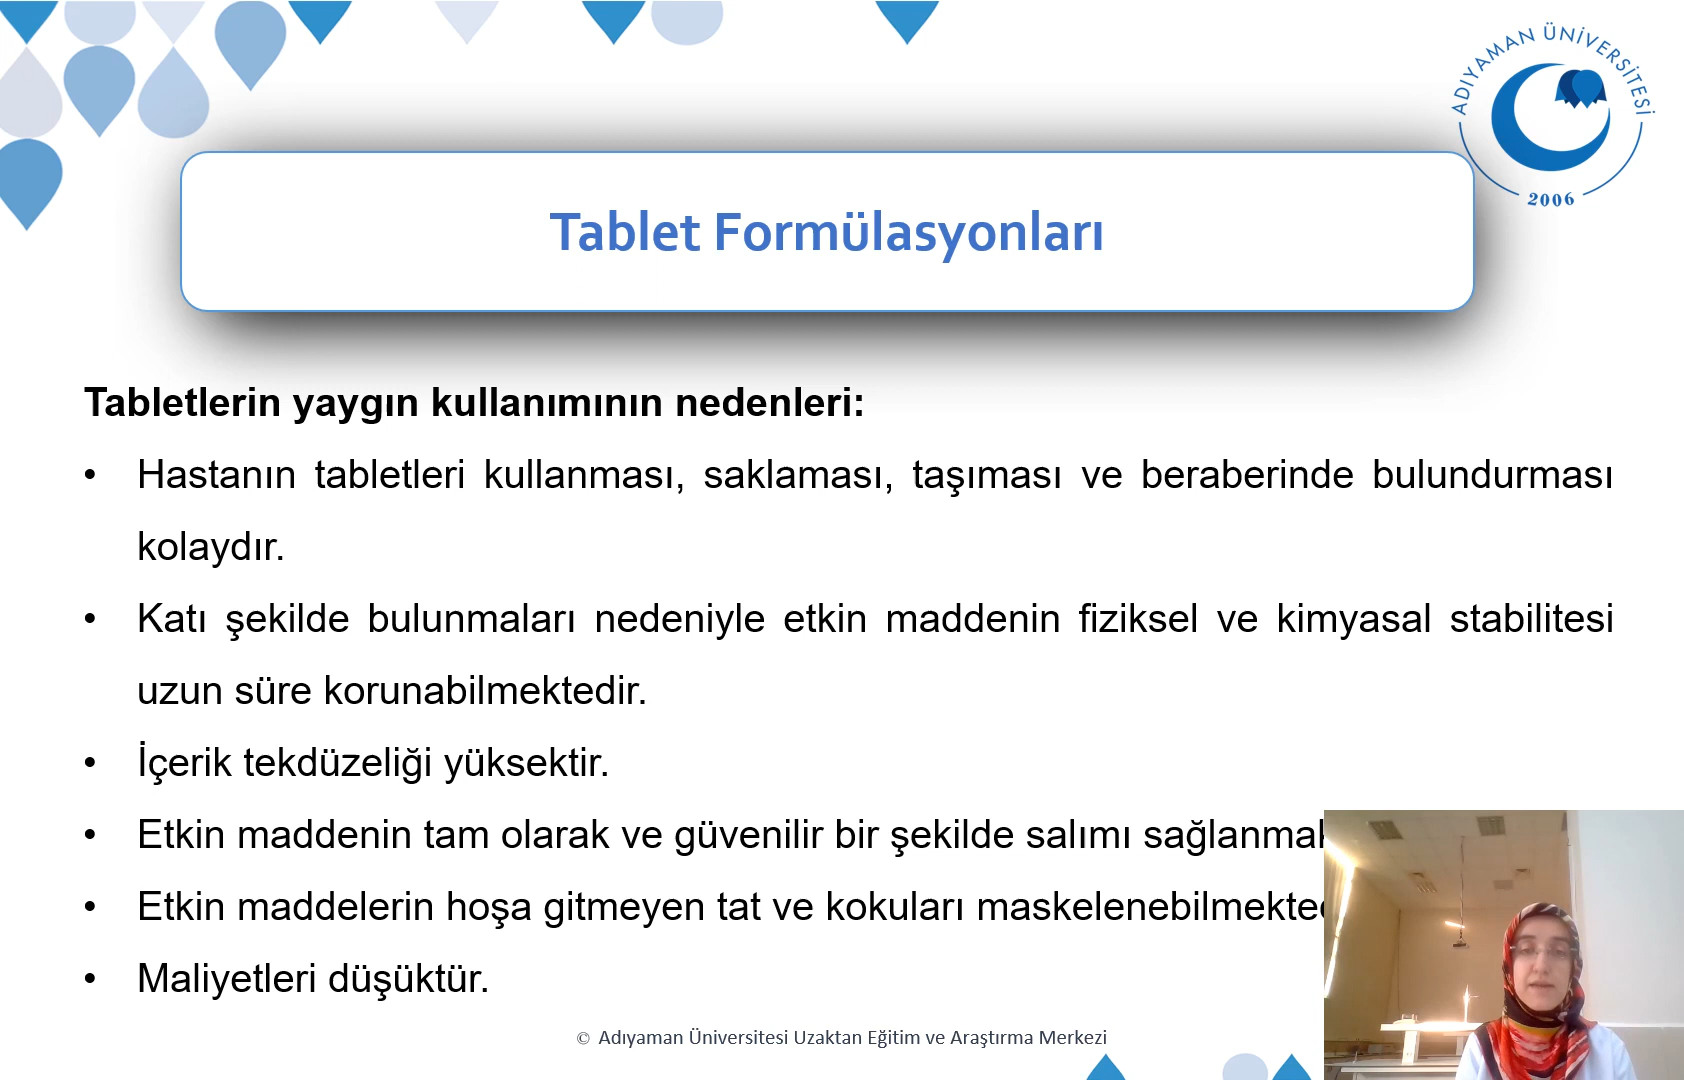 ADIYAMAN ÜNİVERSİTESİ
2006
Tablet Formülasyonları
Tabletlerin yaygın kullanımının nedenleri:
• Hastanın tabletleri kullanması, saklaması, taşıması ve beraberinde bulundurması
kolaydır.
• Katı şekilde bulunmaları nedeniyle etkin maddenin fiziksel ve kimyasal stabilitesi
uzun süre korunabilmektedir.
• İçerik tekdüzeliği yüksektir.
• Etkin maddenin tam olarak ve güvenilir bir şekilde salımı
• Etkin maddelerin hoşa gitmeyen tat ve kokuları
• Maliyetleri düşüktür.
© Adıyaman Üniversitesi Uzaktan Eğitim ve Araştırma Merkezi